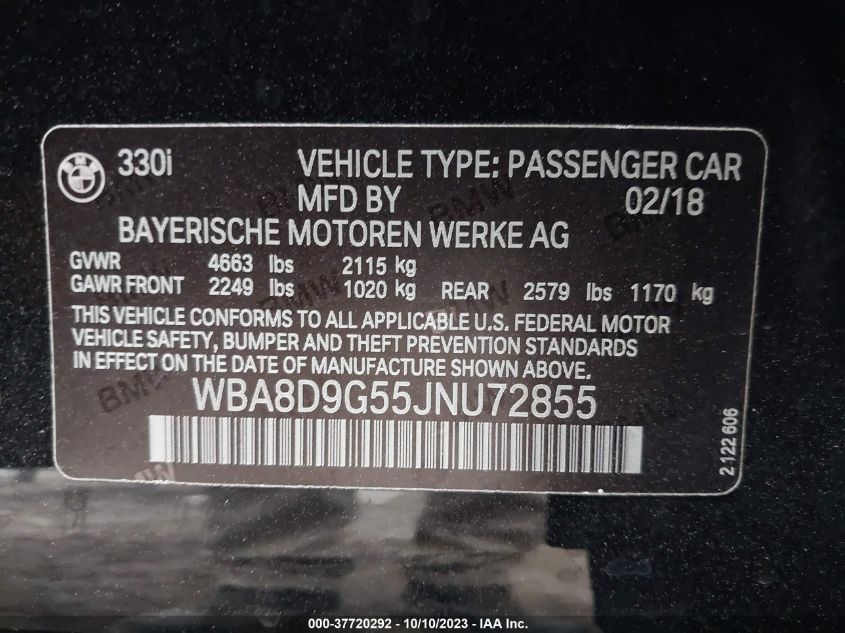 330i VEHICLE TYPE: PASSENGER CAR
MFD BY 02/18
BAYERISCHE MOTOREN WERKE AG
GVWR 4663 lbs 2115 kg
GAWR FRONT 2249 lbs 1020 kg REAR 2579 lbs 1170 kg
THIS VEHICLE CONFORMS TO ALL APPLICABLE U.S. FEDERAL MOTOR
VEHICLE SAFETY, BUMPER AND THEFT PREVENTION STANDARDS
IN EFFECT ON THE DATE OF MANUFACTURE SHOWN ABOVE.
WBA8D9G55JNU72855
2 122 606
000-37720292 - 10/10/2023 - IAA Inc.